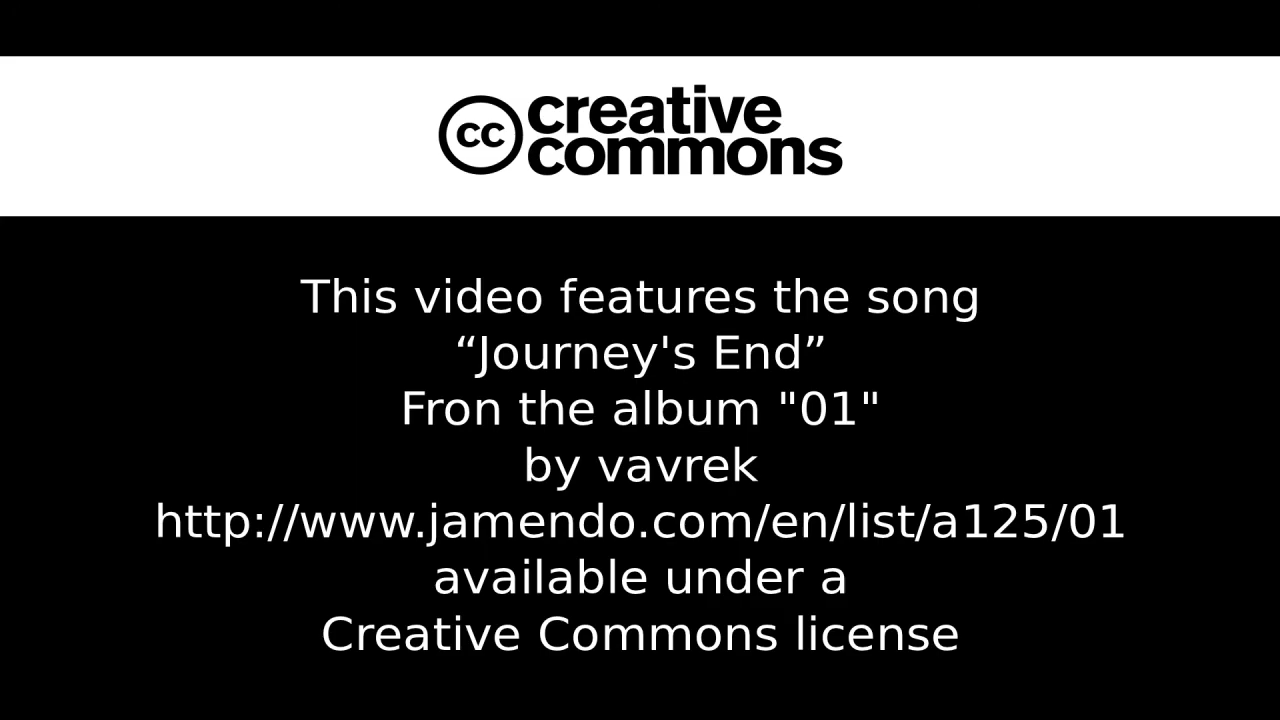 cc creative
commons
This video features the song
“Journey's End”
Fron the album "01"
by vavrek
http://www.jamendo.com/en/list/a125/01
available under a
Creative Commons license